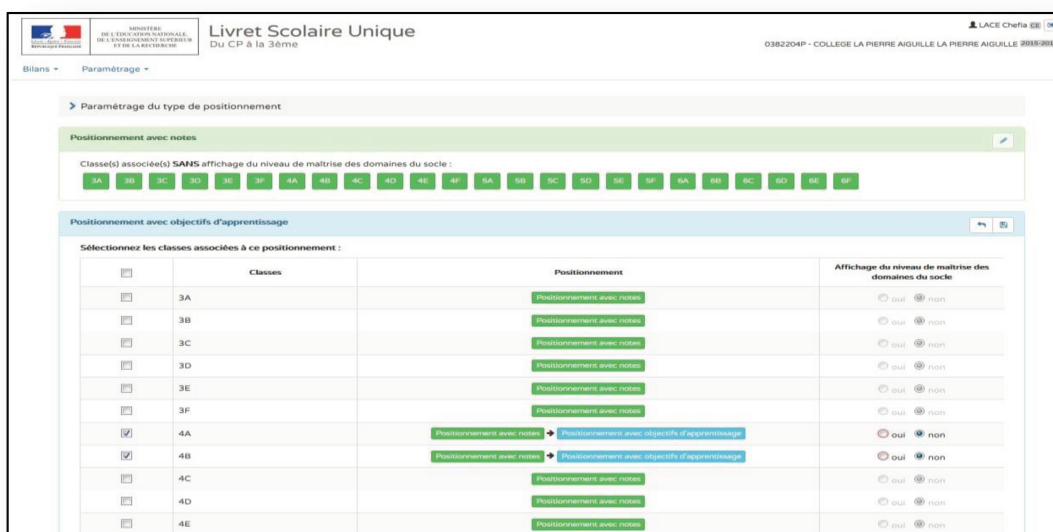 MINISTÈRE
DE L'ÉDUCATION NATIONALE,
DE L'ENSEIGNEMENT SUPÉRIEUR
ET DE LA RECHERCHE
Livret Scolaire Unique
Du CP à la 3ème
LACE Chefia CE
0382204P - COLLEGE LA PIERRE AIGUILLE LA PIERRE AIGUILLE
Bilans Paramétrage
Paramétrage du type de positionnement
Positionnement avec notes
Classe(s) associée(s) SANS affichage du niveau de maîtrise des domaines du socle :
3A 3B 3C 3D 3E 3F 4A 4B 4C 4D 4E 4F 5A 5B 5C 5D 5E 5F 6A 6B 6C 6D 6E 6F
Positionnement avec objectifs d'apprentissage
Sélectionnez les classes associées à ce positionnement :
Classes Positionnement Affichage du niveau de maîtrise des
domaines du socle
3A Positionnement avec notes oui non
3B Positionnement avec notes oui non
3C Positionnement avec notes oui non
3D Positionnement avec notes oui non
3E Positionnement avec notes oui non
3F Positionnement avec notes oui non
4A Positionnement avec notes Positionnement avec objectifs d'apprentissage oui non
4B Positionnement avec notes Positionnement avec objectifs d'apprentissage oui non
4C Positionnement avec notes oui non
4D Positionnement avec notes oui non
4E Positionnement avec notes oui non